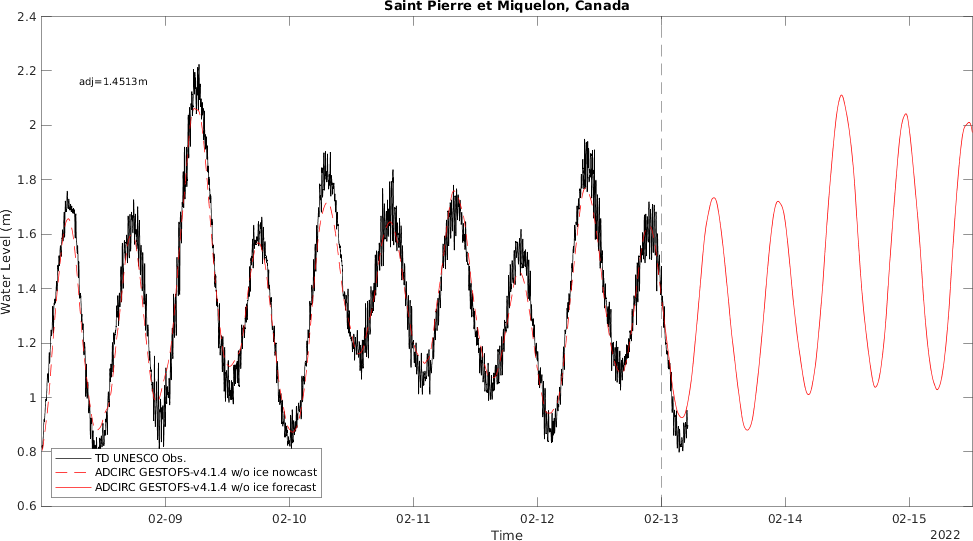 Saint Pierre et Miquelon, Canada
2.4
2.2
adj=1.4513m
2
1.8
1.6
1.4
1.2
1
0.8
0.6
Water Level (m)
TD UNESCO Obs.
ADCIRC GESTOFS-v4.1.4 w/o ice nowcast
ADCIRC GESTOFS-v4.1.4 w/o ice forecast
02-09
02-10
02-11
02-12
02-13
02-14
02-15
Time
2022